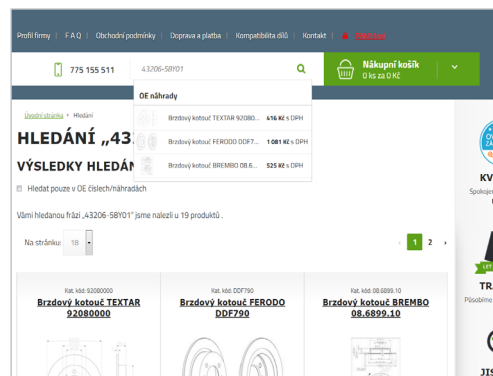 Profil firmy | F A Q | Obchodní podmínky | Doprava a platba | Kompatibilita dílů | Kontakt |
775 155 511
43206-58Y01
Nákupní košík
0 ks za 0 Kč
OE náhrady
Brzdový kotouč TEXTAR 92080... 416 Kč s DPH
Brzdový kotouč FERODO DDF7... 1 081 Kč s DPH
Brzdový kotouč BREMBO 08.6... 525 Kč s DPH
Úvodní stránka Hledání
HLEDÁNÍ „43
VÝSLEDKY HLEDÁN
Hledat pouze v OE číslech/náhradách
Vámi hledanou frázi „43206-58Y01" jsme nalezli u 19 produktů .
Na stránku: 18
1 2
Kat. kód: 92080000
Brzdový kotouč TEXTAR
92080000
Kat. kód: DDF790
Brzdový kotouč FERODO
DDF790
Kat. kód: 08.6899.10
Brzdový kotouč BREMBO
08.6899.10
KV
Spokoje
LET
TR
Působíme
JIS